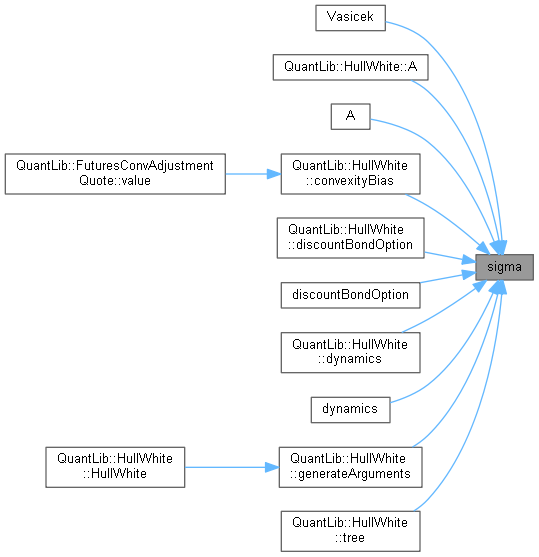 Vasicek
QuantLib::HullWhite::A
A
QuantLib::FuturesConvAdjustment
Quote::value
QuantLib::HullWhite
::convexityBias
QuantLib::HullWhite
::discountBondOption
sigma
discountBondOption
QuantLib::HullWhite
::dynamics
dynamics
QuantLib::HullWhite
::HullWhite
QuantLib::HullWhite
::generateArguments
QuantLib::HullWhite
::tree